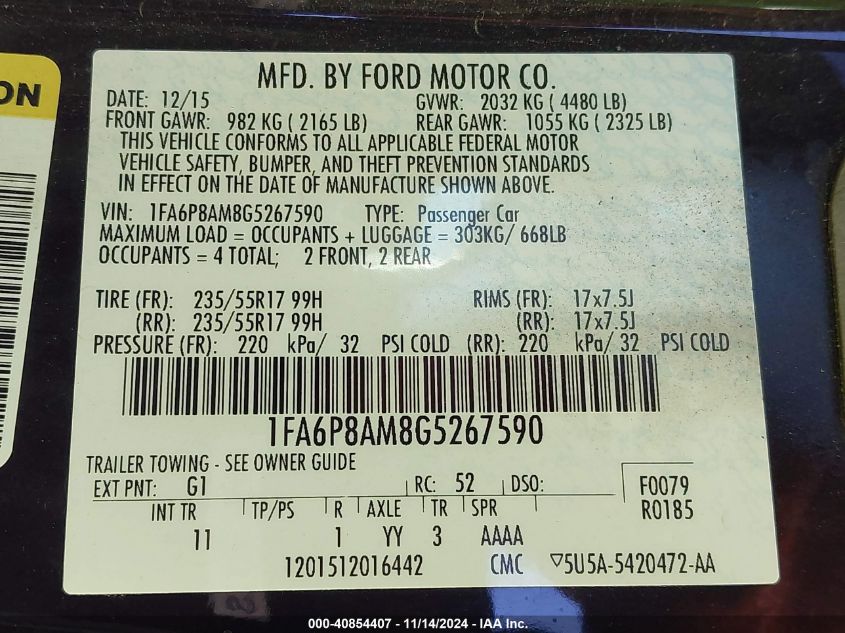 ON
MFD. BY FORD MOTOR CO.
DATE: 12/15 GVWR: 2032 KG ( 4480 LB)
FRONT GAWR: 982 KG ( 2165 LB) REAR GAWR: 1055 KG ( 2325 LB)
THIS VEHICLE CONFORMS TO ALL APPLICABLE FEDERAL MOTOR
VEHICLE SAFETY, BUMPER, AND THEFT PREVENTION STANDARDS
IN EFFECT ON THE DATE OF MANUFACTURE SHOWN ABOVE.
VIN: 1FA6P8AM8G5267590 TYPE: Passenger Car
MAXIMUM LOAD = OCCUPANTS + LUGGAGE = 303KG/ 668LB
OCCUPANTS = 4 TOTAL; 2 FRONT, 2 REAR
TIRE (FR): 235/55R17 99H RIMS (FR): 17x7.5J
(RR): 235/55R17 99H (RR): 17x7.5J
PRESSURE (FR): 220 kPa/ 32 PSI COLD (RR): 220 kPa/ 32 PSI COLD
1FA6P8AM8G5267590
TRAILER TOWING - SEE OWNER GUIDE
EXT PNT: G1 RC: 52 DSO: F0079
INT TR TP/PS R AXLE TR SPR R0185
11 1 YY 3 AAAA
1201512016442 CMC ▽5U5A-5420472-AA
000-40854407 - 11/14/2024 - IAA Inc.